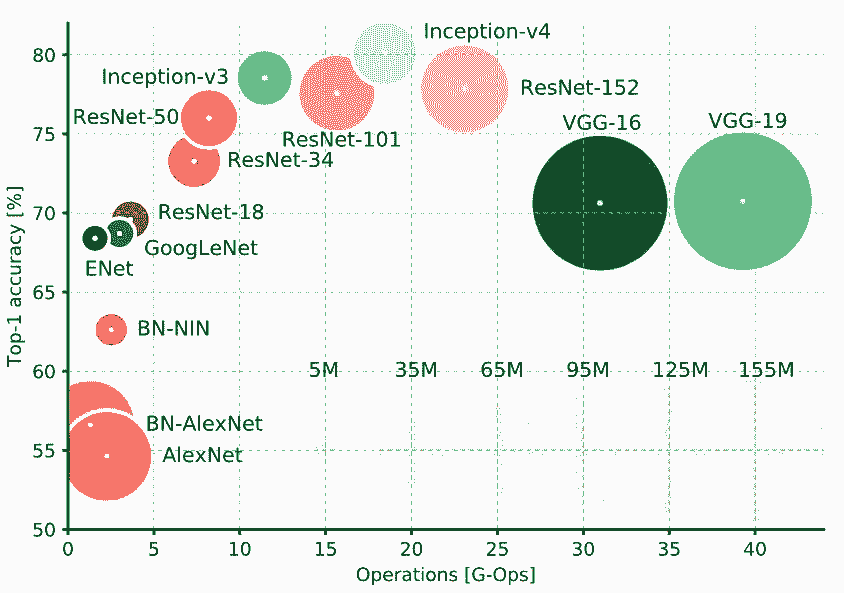 Top-1 accuracy [%]
80
75
70
65
60
55
50
Inception-v4
Inception-v3
ResNet-152
ResNet-50
VGG-16
VGG-19
ResNet-101
ResNet-34
ResNet-18
GoogLeNet
ENet
BN-NIN
5M 35M 65M 95M 125M 155M
BN-AlexNet
AlexNet
0 5 10 15 20 25 30 35 40
Operations [G-Ops]